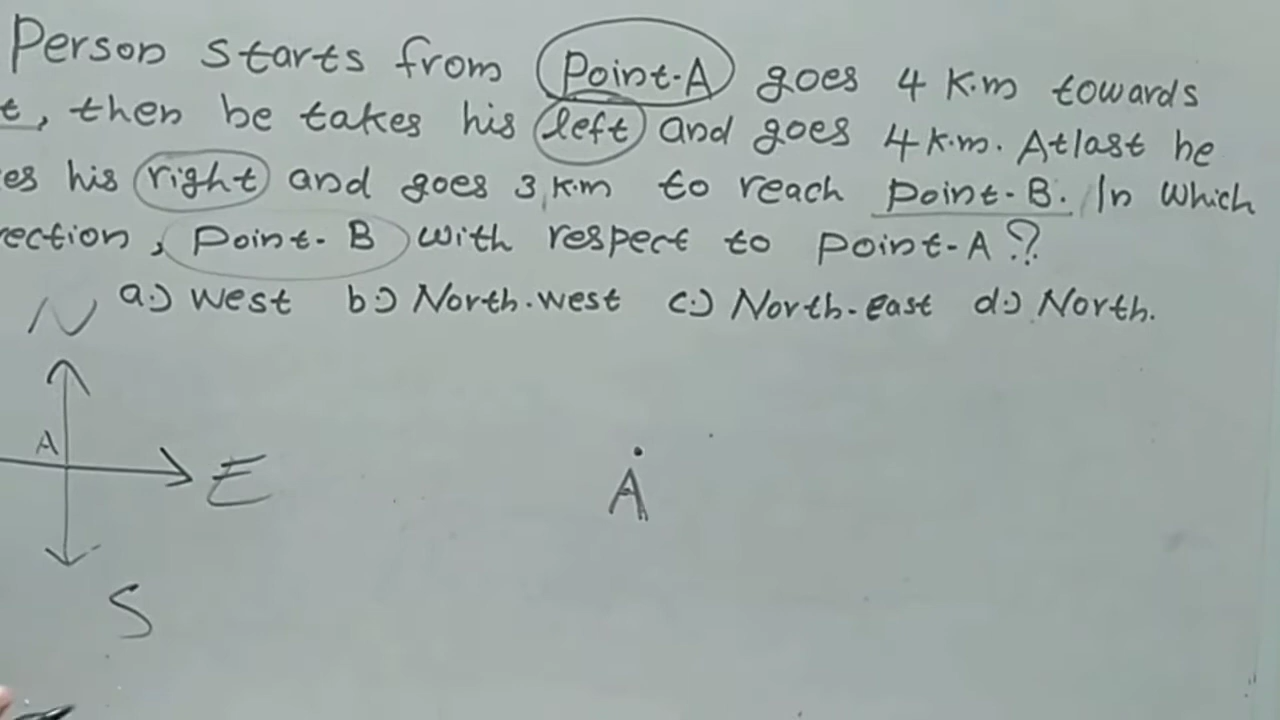 Person starts from Point-A goes 4 K.m towards
t, then he takes his left and goes 4 k.m. Atlast he
es his right and goes 3 K.m to reach Point-B. In Which
rection, Point-B with respect to Point-A?
a.) West b.) North-West c.) North-east d.) North.
N
A
E
A
S